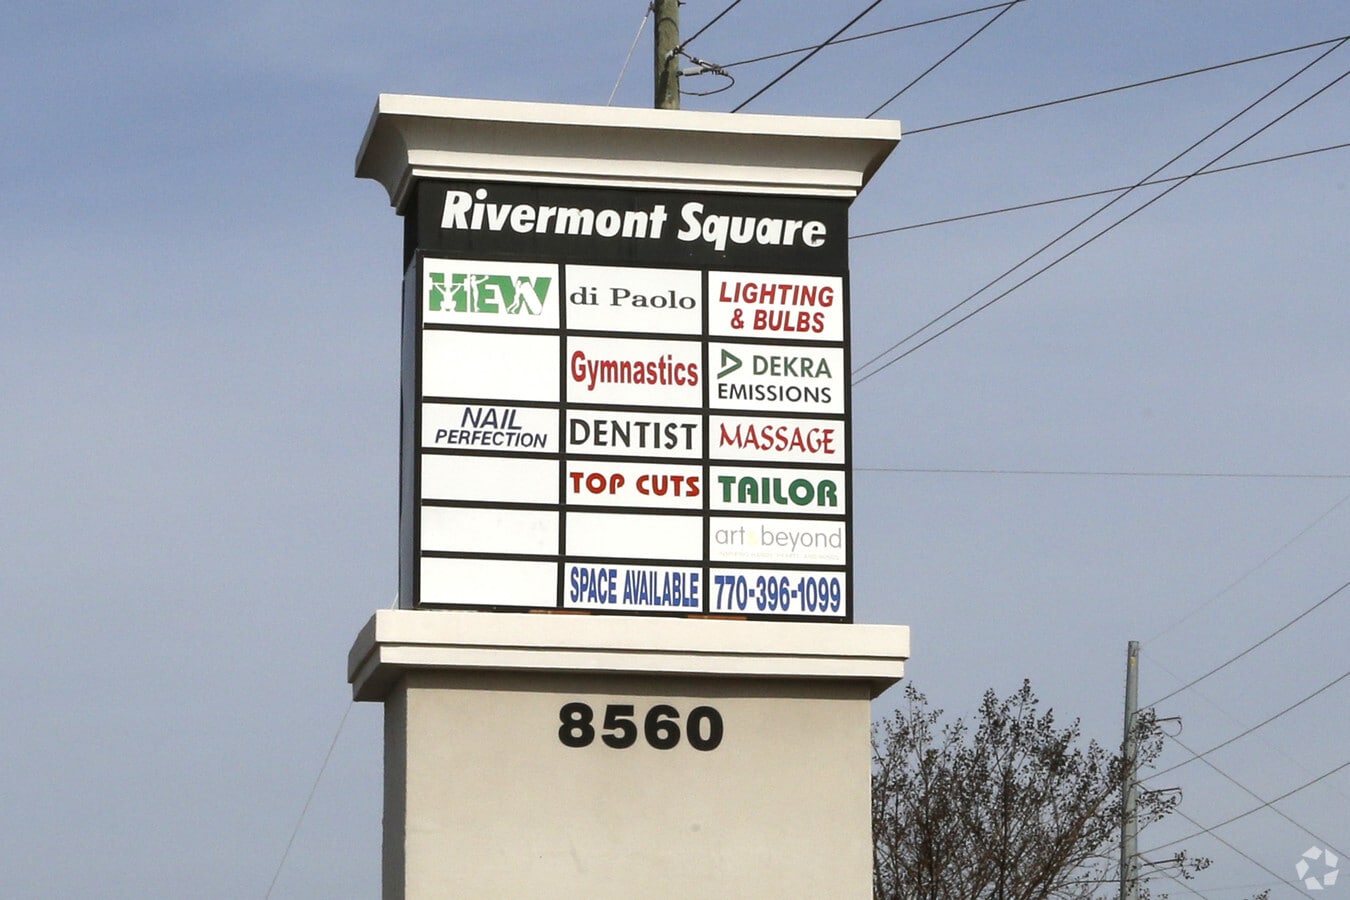 Rivermont Square
HEW
di Paolo
LIGHTING
& BULBS
Gymnastics
DEKRA
EMISSIONS
NAIL
PERFECTION
DENTIST
MASSAGE
TOP CUTS
TAILOR
art beyond
SPACE AVAILABLE
770-396-1099
8560